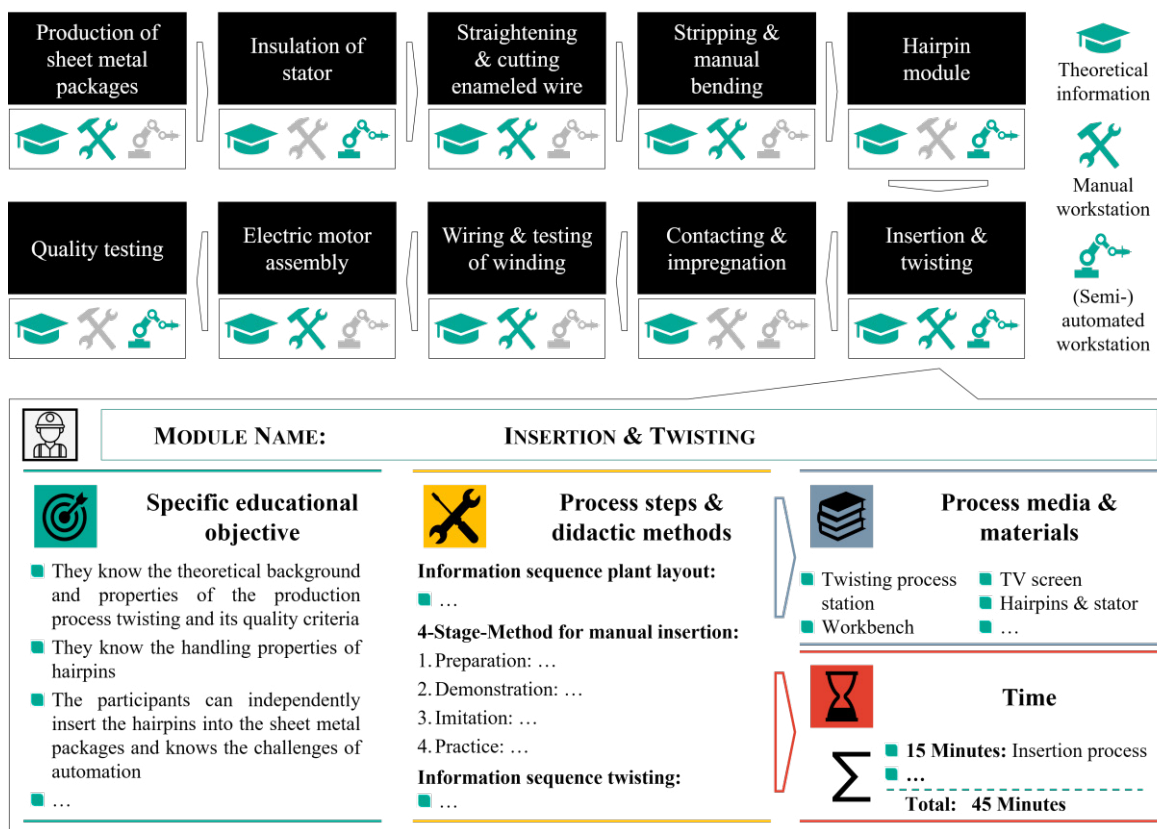 Production of
sheet metal
packages
Insulation of
stator
Straightening
& cutting
enameled wire
Stripping &
manual
bending
Hairpin
module
Theoretical
information
Manual
workstation
(Semi-)
automated
workstation
Quality testing
Electric motor
assembly
Wiring & testing
of winding
Contacting &
impregnation
Insertion &
twisting
MODULE NAME:
INSERTION & TWISTING
Specific educational
objective
They know the theoretical background
and properties of the production
process twisting and its quality criteria
They know the handling properties of
hairpins
The participants can independently
insert the hairpins into the sheet metal
packages and knows the challenges of
automation
…
Process steps &
didactic methods
Information sequence plant layout:
…
4-Stage-Method for manual insertion:
1. Preparation: …
2. Demonstration: …
3. Imitation: …
4. Practice: …
Information sequence twisting:
…
Process media &
materials
Twisting process
station
Workbench
TV screen
Hairpins & stator
…
Time
∑
15 Minutes: Insertion process
…
Total: 45 Minutes